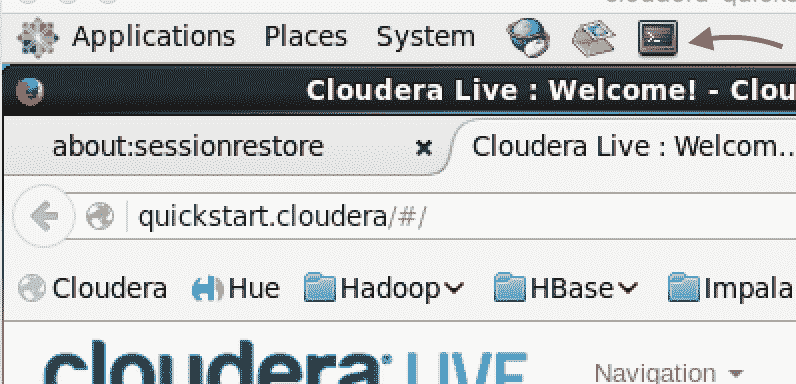 Applications Places System
Cloudera Live : Welcome! - Clou
about:sessionrestore Cloudera Live : Welcom...
quickstart.cloudera/#/
Cloudera Hue Hadoop HBase Impala
cloudera LIVE Navigation